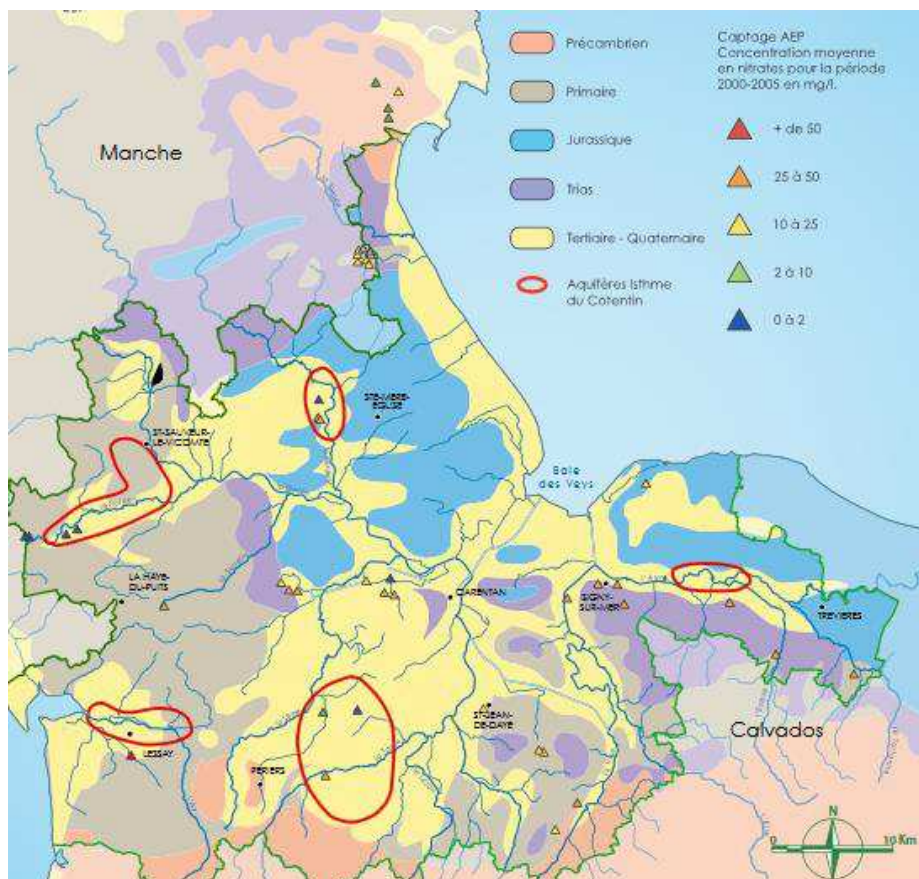 Précambrien
Primaire
Jurassique
Trias
Tertiaire - Quaternaire
Aquifères Isthme
du Cotentin
Captage AEP
Concentration moyenne
en nitrates pour la période
2000-2005 en mg/l.
+ de 50
25 à 50
10 à 25
2 à 10
0 à 2
Manche
STE-MERE-
EGLISE
ST-SAUVEUR-/
LE-VICOMTE
Baie
des Veys
LA HAYE-
DU-PUITS
CARENTAN
ISIGNY-
SUR-MER
TREVIERES
ST-JEAN-
DE-DAYE
Calvados
LESSAY
PERIERS
N
0
10 Km